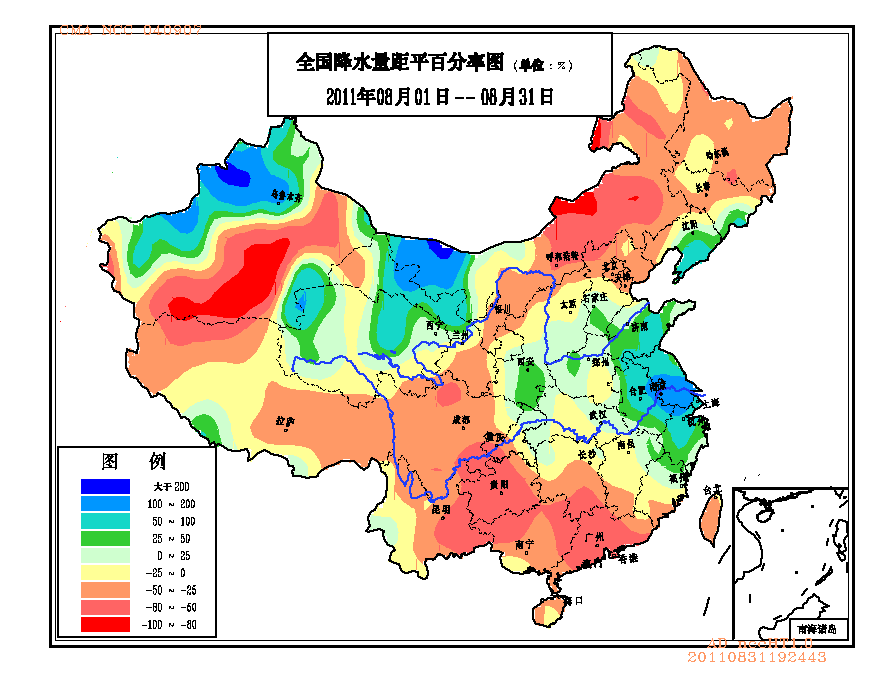 CMA NCC 040907
全国降水量距平百分率图 (单位:%)
2011年08月01日--08月31日
哈尔滨
乌鲁木齐
长春
沈阳
呼和浩特
北京
天津
银川
太原
石家庄
西宁
兰州
济南
西安
郑州
合肥
南京
上海
拉萨
成都
武汉
杭州
重庆
长沙
南昌
贵阳
福州
台北
昆明
南宁
广州
澳门
香港
海口
图 例
大于 200
100 ~ 200
50 ~ 100
25 ~ 50
0 ~ 25
-25 ~ 0
-50 ~ -25
-80 ~ -50
-100 ~ -80
南海诸岛
20110831192443